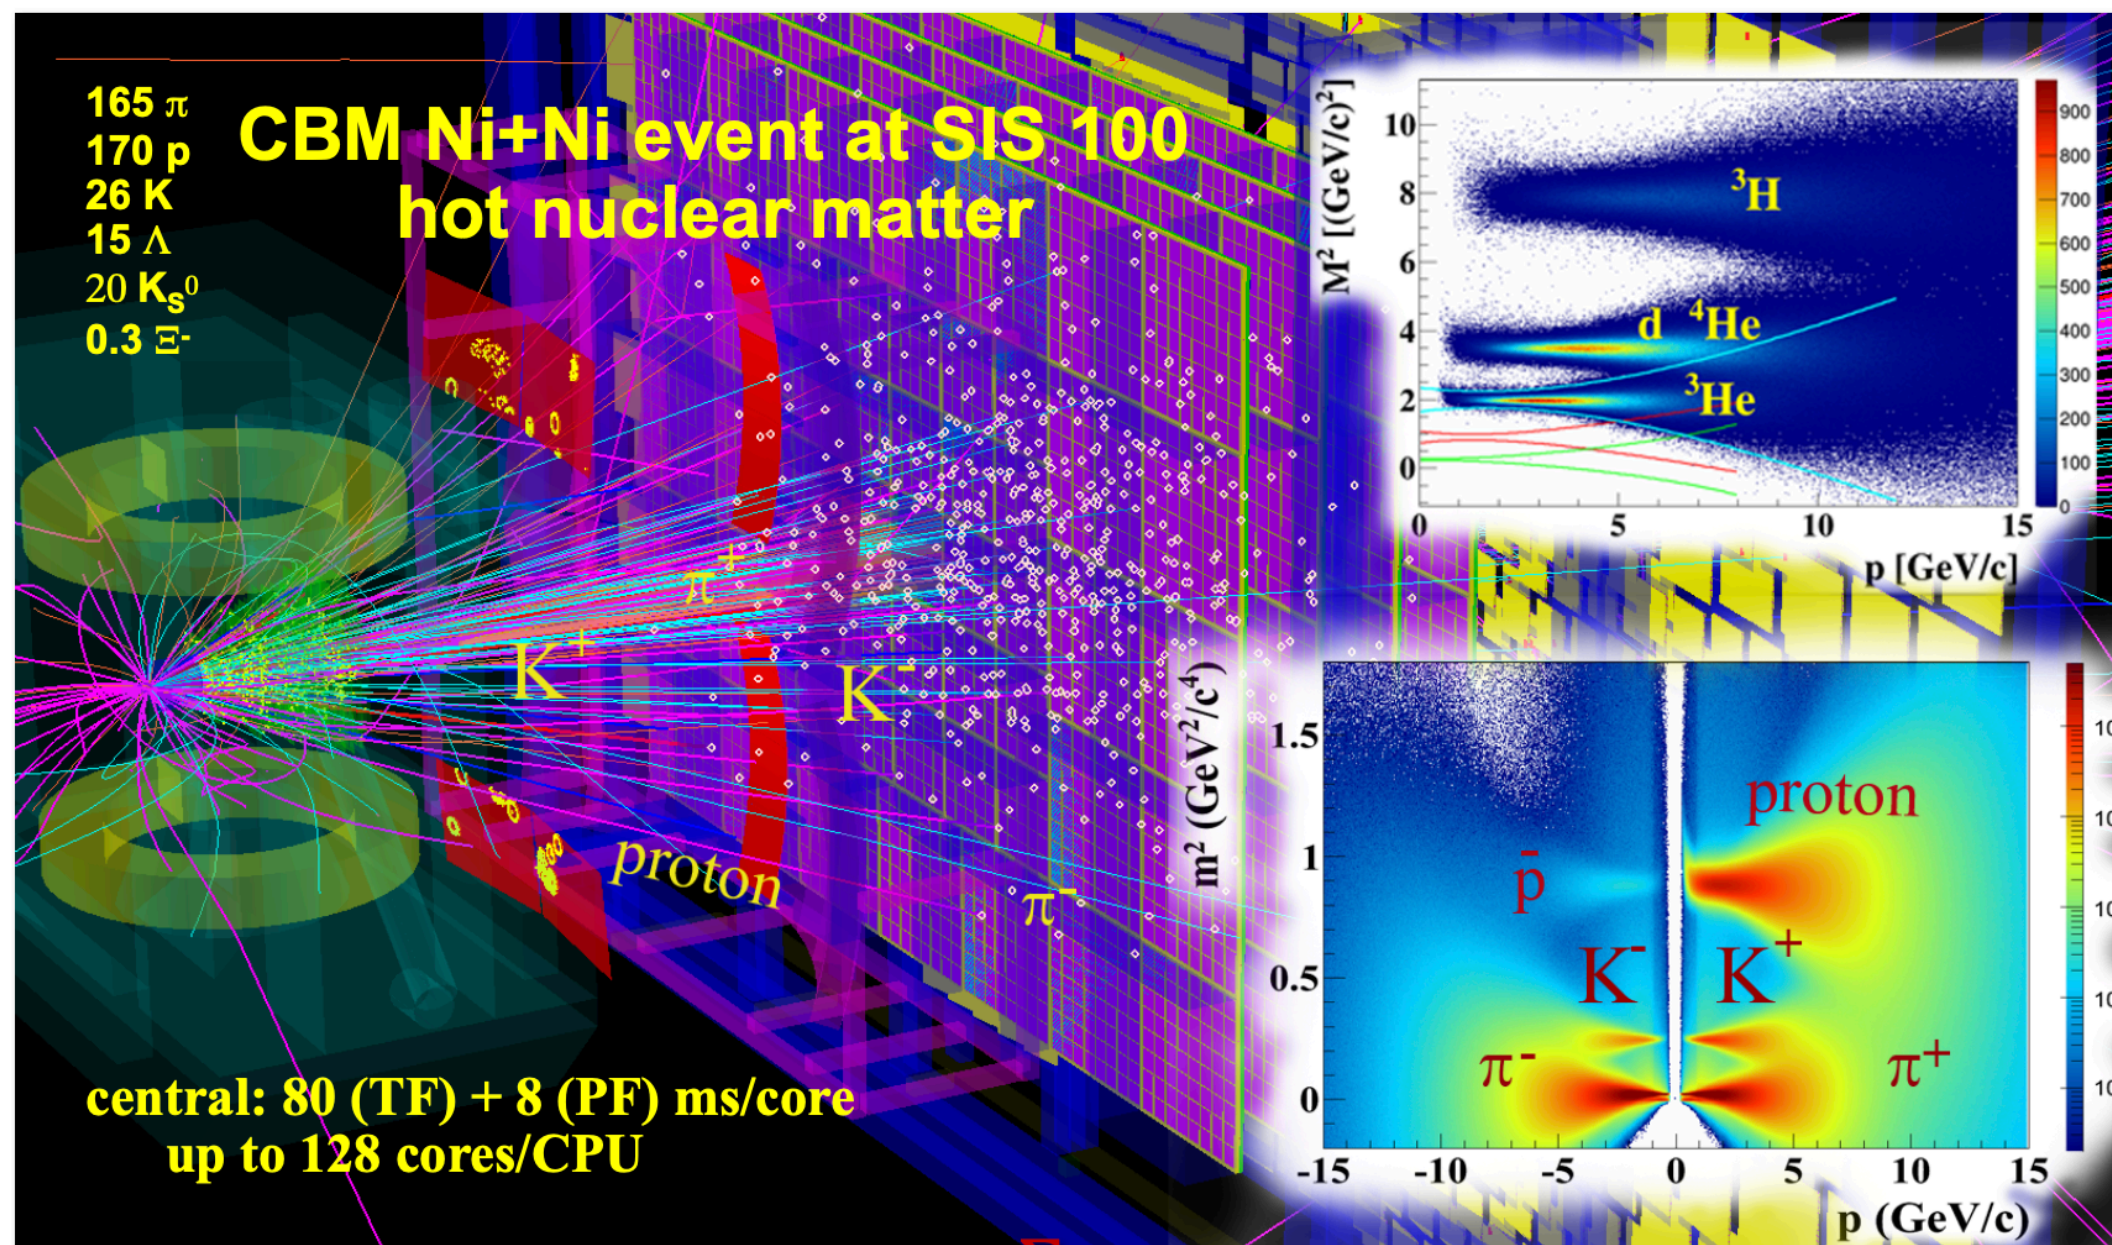 165 π
170 p
26 K
15 Λ
20 Ks⁰
0.3 Ξ-
CBM Ni+Ni event at SIS 100
hot nuclear matter
π+
K+
K-
proton
π-
central: 80 (TF) + 8 (PF) ms/core
up to 128 cores/CPU
M² [(GeV/c)²]
10
8
6
4
2
0
³H
d ⁴He
³He
0 5 10 15
p [GeV/c]
900
800
700
600
500
400
300
200
100
0
m² (GeV²/c⁴)
1.5
1
0.5
0
proton
p̄
K- K+
π- π+
-15 -10 -5 0 5 10 15
p (GeV/c)